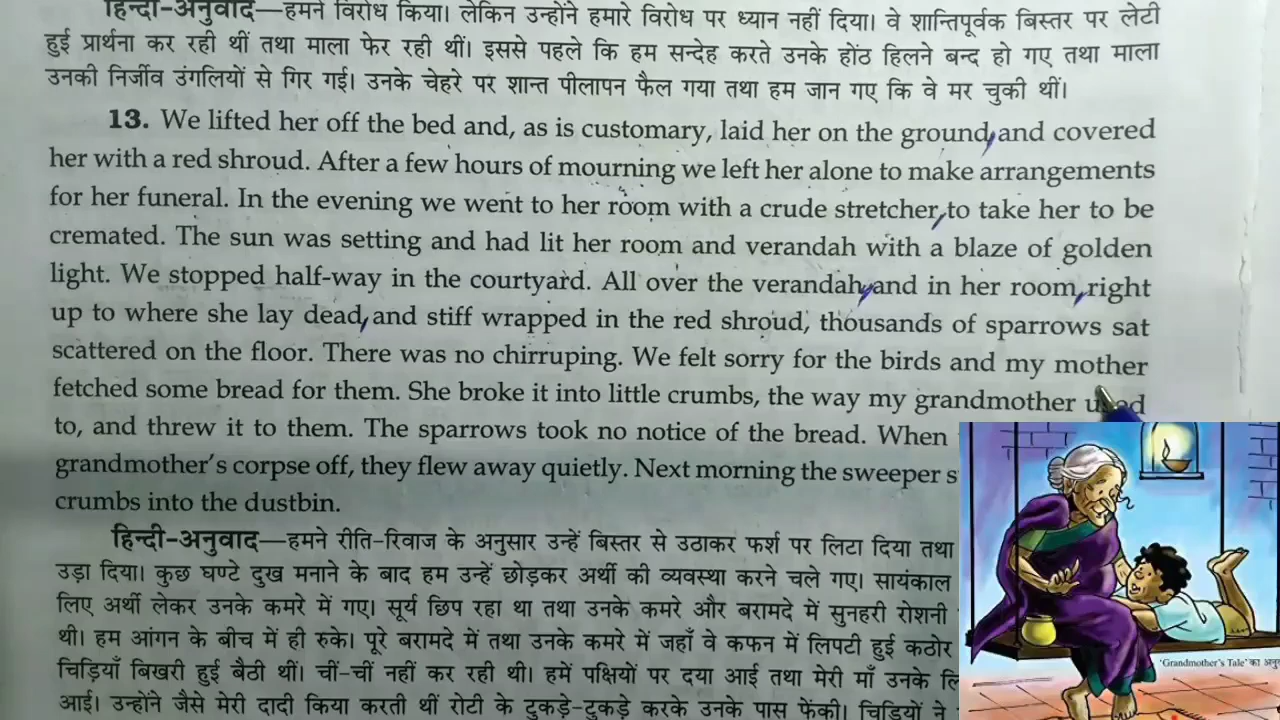 हिन्दी-अनुवाद—हमने विरोध किया। लेकिन उन्होंने हमारे विरोध पर ध्यान नहीं दिया। वे शान्तिपूर्वक बिस्तर पर लेटी
हुई प्रार्थना कर रही थीं तथा माला फेर रही थीं। इससे पहले कि हम सन्देह करते उनके होंठ हिलने बन्द हो गए तथा माला
उनकी निर्जीव उंगलियों से गिर गई। उनके चेहरे पर शान्त पीलापन फैल गया तथा हम जान गए कि वे मर चुकी थीं।
13. We lifted her off the bed and, as is customary, laid her on the ground and covered
her with a red shroud. After a few hours of mourning we left her alone to make arrangements
for her funeral. In the evening we went to her room with a crude stretcher to take her to be
cremated. The sun was setting and had lit her room and verandah with a blaze of golden
light. We stopped half-way in the courtyard. All over the verandah and in her room right
up to where she lay dead and stiff wrapped in the red shroud, thousands of sparrows sat
scattered on the floor. There was no chirruping. We felt sorry for the birds and my mother
fetched some bread for them. She broke it into little crumbs, the way my grandmother
to, and threw it to them. The sparrows took no notice of the bread. When
grandmother's corpse off, they flew away quietly. Next morning the sweeper
crumbs into the dustbin.
हिन्दी-अनुवाद—हमने रीति-रिवाज के अनुसार उन्हें बिस्तर से उठाकर फर्श पर लिटा दिया तथा
उड़ा दिया। कुछ घण्टे दुख मनाने के बाद हम उन्हें छोड़कर अर्थी की व्यवस्था करने चले गए। सायंकाल
लिए अर्थी लेकर उनके कमरे में गए। सूर्य छिप रहा था तथा उनके कमरे और बरामदे में सुनहरी रोशनी
थी। हम आंगन के बीच में ही रुके। पूरे बरामदे में तथा उनके कमरे में जहाँ वे कफन में लिपटी हुई कठोर
चिड़ियाँ बिखरी हुई बैठी थीं। चीं-चीं नहीं कर रही थी। हमें पक्षियों पर दया आई तथा मेरी माँ उनके
आई। उन्होंने जैसे मेरी दादी किया करती थीं रोटी के टुकड़े-टुकड़े करके उनके पास फेंकी। चिड़ियों ने
'Grandmother's Tale' का